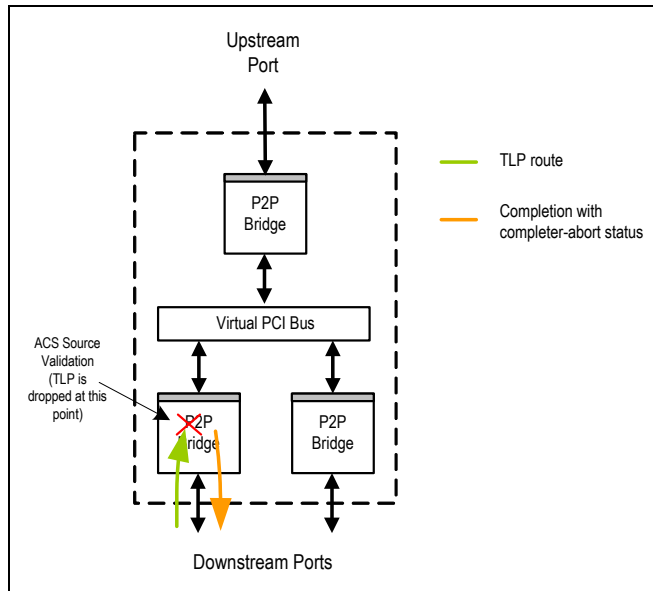 Upstream
Port
TLP route
P2P
Bridge
Completion with
completer-abort status
Virtual PCI Bus
ACS Source
Validation
(TLP is
dropped at this
point)
P2P
Bridge
P2P
Bridge
Downstream Ports